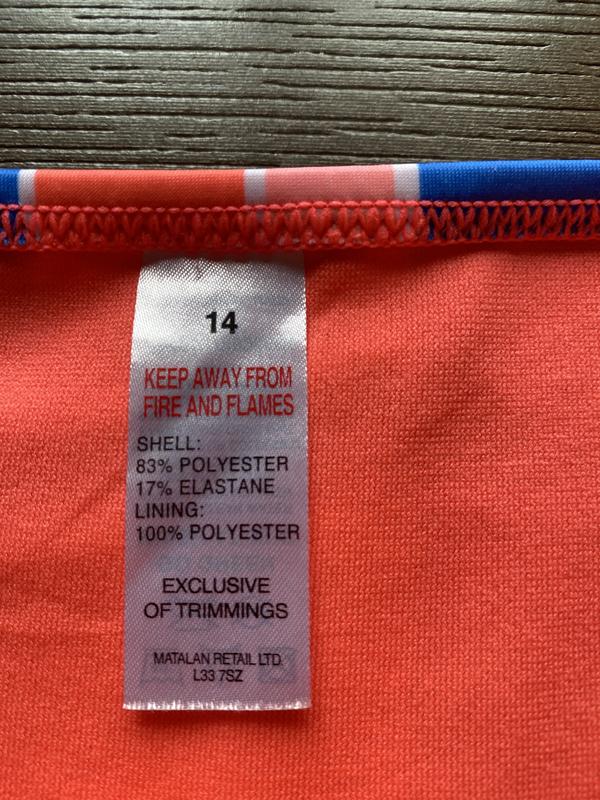 14
KEEP AWAY FROM
FIRE AND FLAMES
SHELL:
83% POLYESTER
17% ELASTANE
LINING:
100% POLYESTER
EXCLUSIVE
OF TRIMMINGS
MATALAN RETAIL LTD.
L33 7SZ